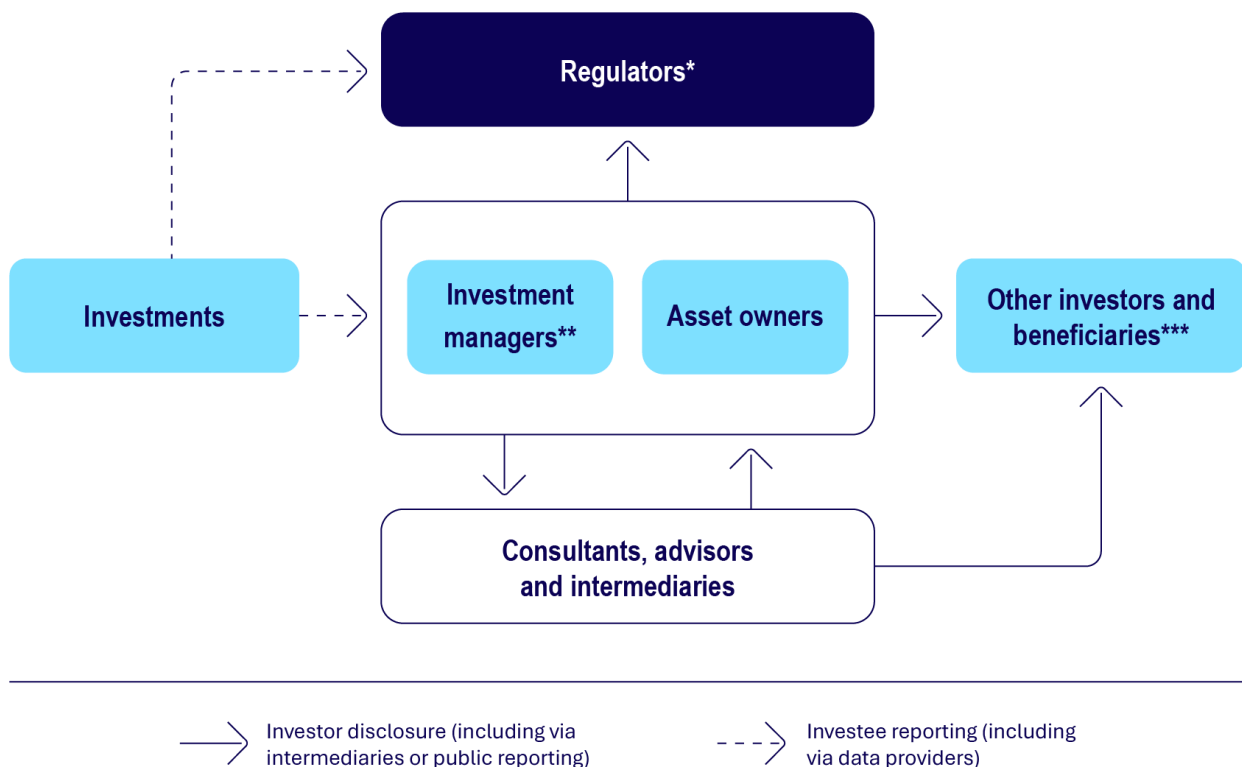 Regulators*
Investments
Investment
managers**
Asset owners
Other investors and
beneficiaries***
Consultants, advisors
and intermediaries
Investor disclosure (including via
intermediaries or public reporting)
Investee reporting (including
via data providers)